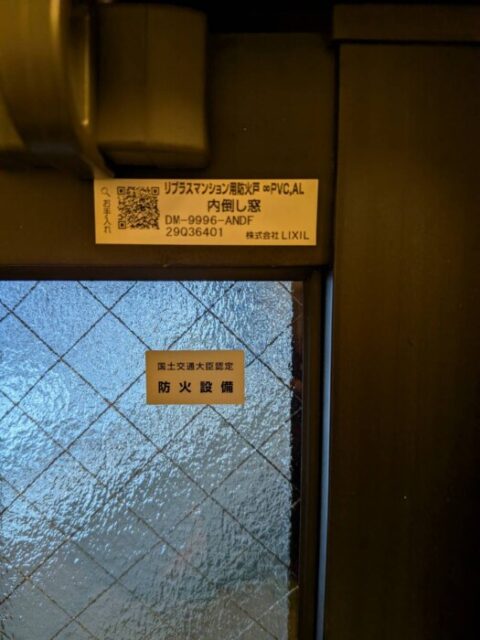 お手入れ
リプラスマンション用防火戸 ∞PVC,AL
内倒し窓
DM-9996-ANDF
29Q36401
株式会社 LIXIL
国土交通大臣認定
防火設備